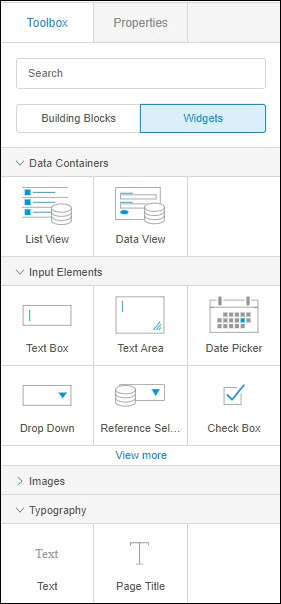 Toolbox Properties
Search
Building Blocks Widgets
Data Containers
List View Data View
Input Elements
Text Box Text Area Date Picker
Drop Down Reference Sel... Check Box
View more
Images
Typography
Text T
Text Page Title